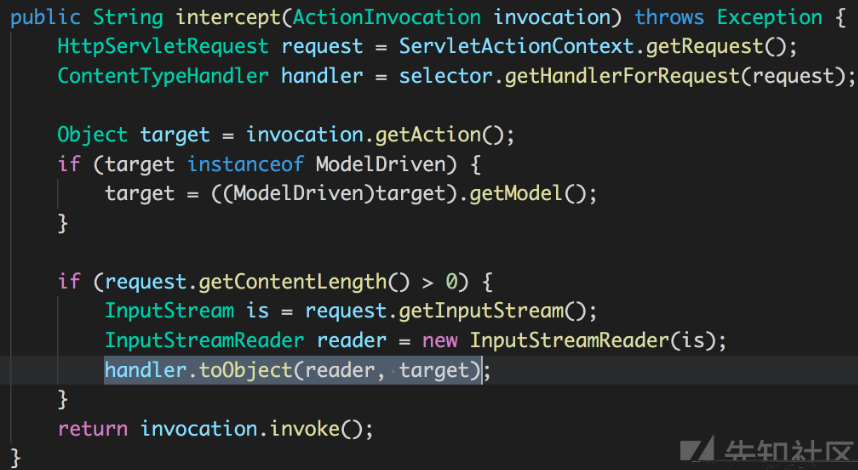 public String intercept(ActionInvocation invocation) throws Exception {
    HttpServletRequest request = ServletActionContext.getRequest();
    ContentTypeHandler handler = selector.getHandlerForRequest(request);

    Object target = invocation.getAction();
    if (target instanceof ModelDriven) {
        target = ((ModelDriven)target).getModel();
    }

    if (request.getContentLength() > 0) {
        InputStream is = request.getInputStream();
        InputStreamReader reader = new InputStreamReader(is);
        handler.toObject(reader, target);
    }
    return invocation.invoke();
}
先知社区